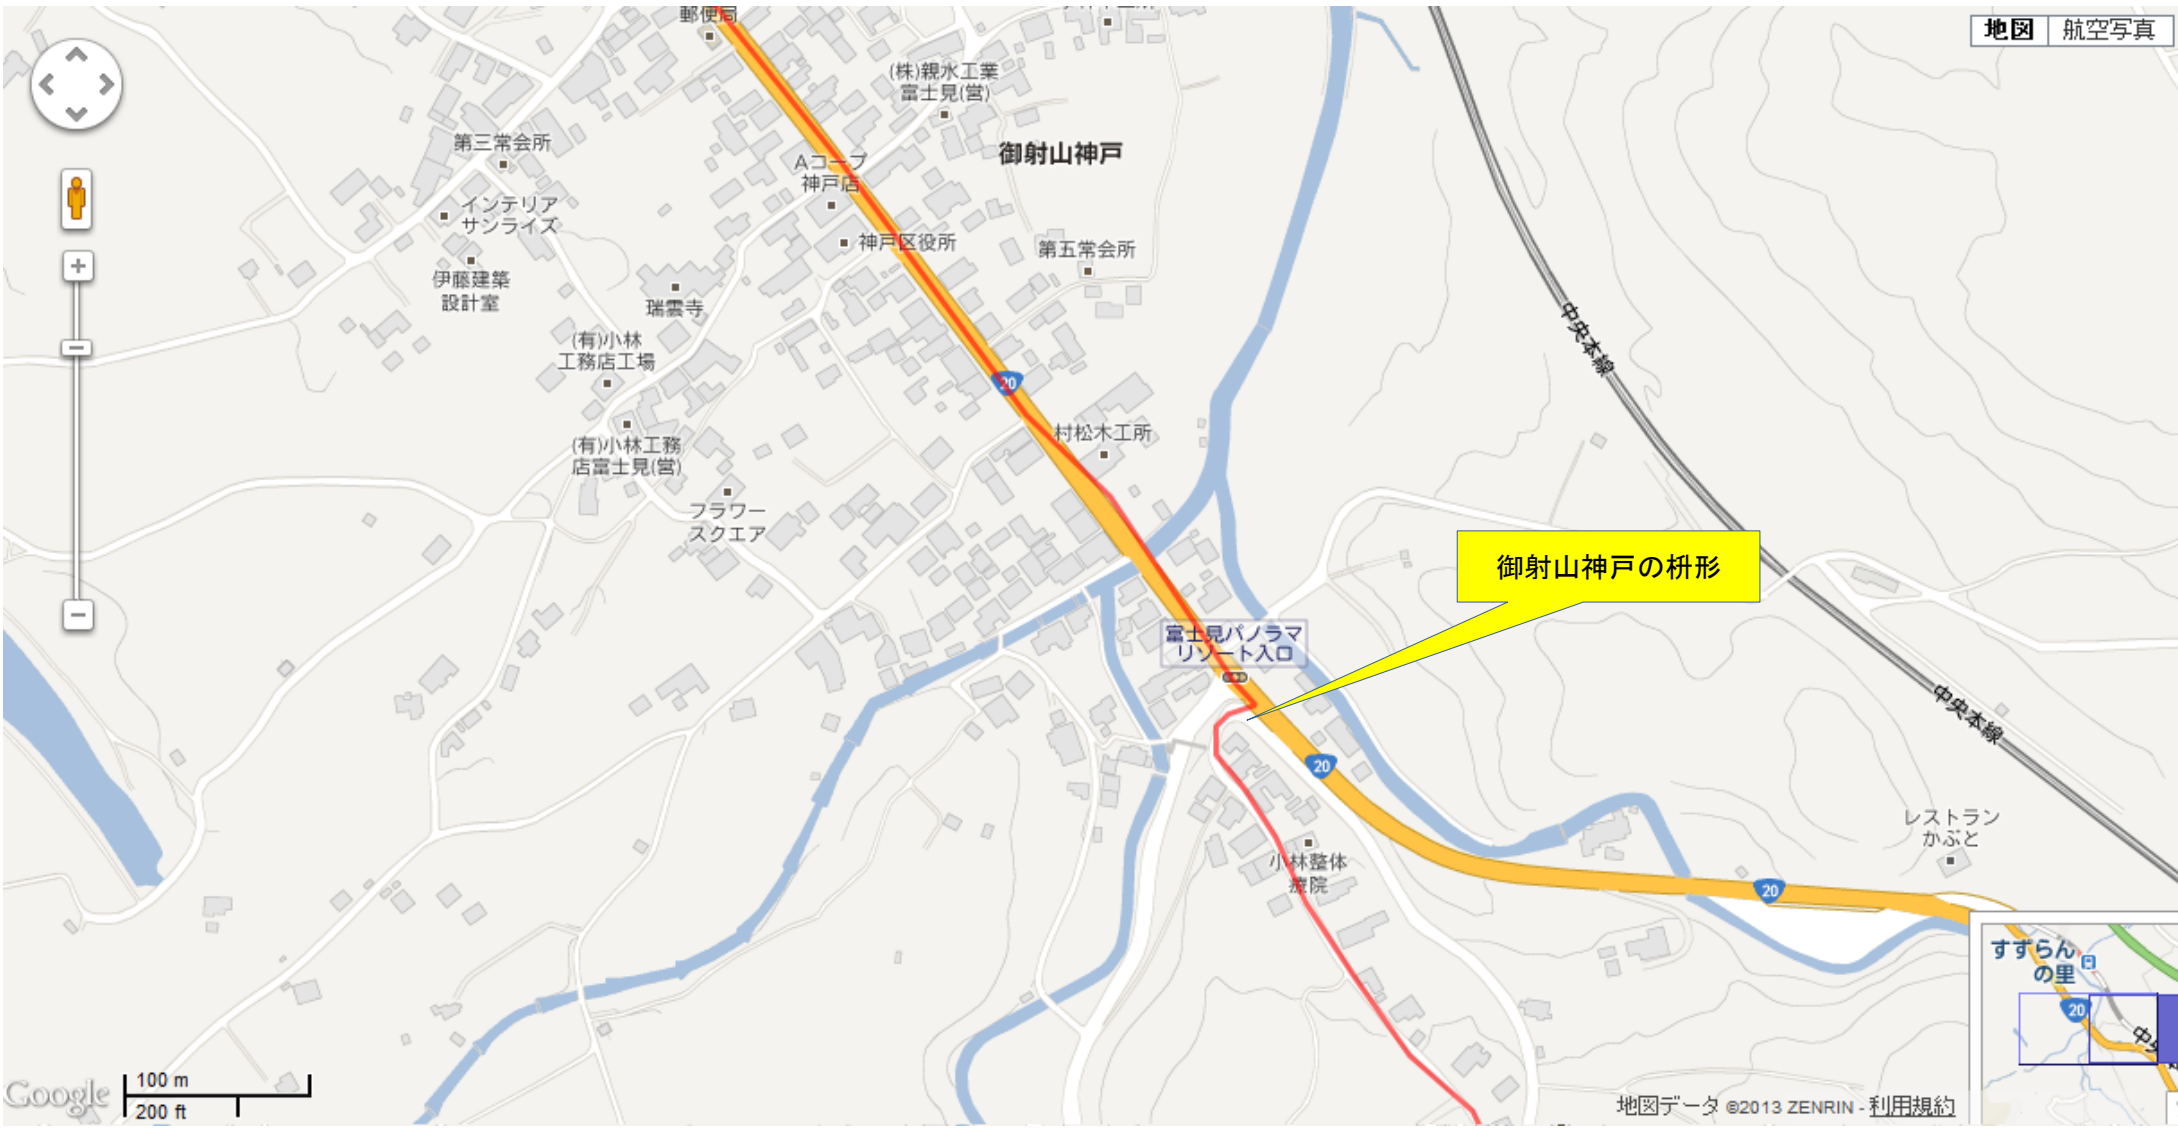 郵便局
地図 航空写真
(株)親水工業
富士見(営)
第三常会所
御射山神戸
Aコープ
神戸店
インテリア
サンライズ
神戸区役所
第五常会所
伊藤建築
設計室
瑞雲寺
(有)小林
工務店工場
中央本線
20
村松木工所
(有)小林工務
店富士見(営)
フラワー
スクエア
御射山神戸の枡形
富士見パノラマ
リゾート入口
中央本線
20
レストラン
かぶと
小林整体
療院
20
すずらん
の里
20
中央
Google
100 m
200 ft
地図データ ©2013 ZENRIN - 利用規約